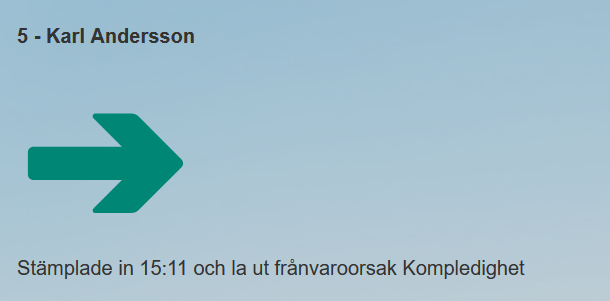 5 - Karl Andersson
Stämplade in 15:11 och la ut frånvaroorsak Kompledighet